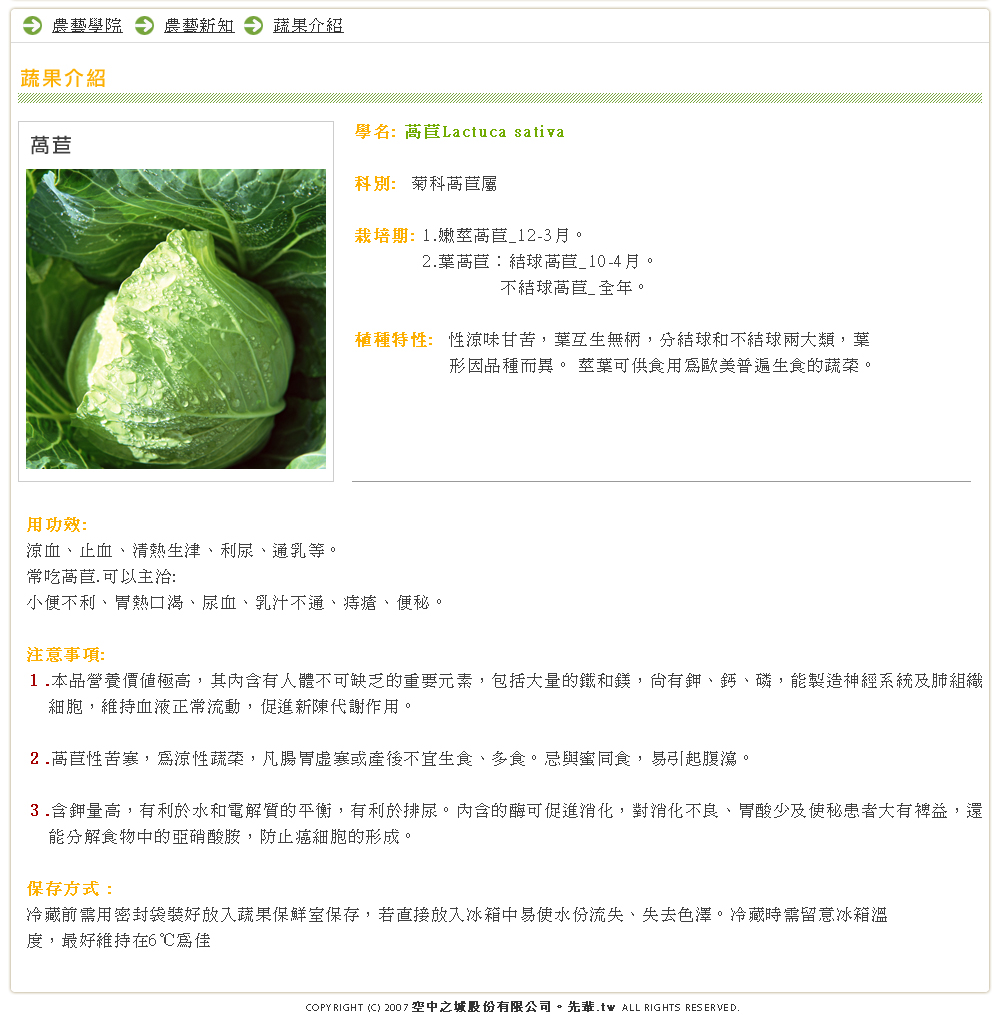 農藝學院 農藝新知 蔬果介紹
蔬果介紹
萵苣
學名: 萵苣Lactuca sativa
科別: 菊科萵苣屬
栽培期: 1.嫩莖萵苣_12-3月。
2.葉萵苣：結球萵苣_10-4月。
不結球萵苣_全年。
植種特性: 性涼味甘苦，葉互生無柄，分結球和不結球兩大類，葉
形因品種而異。 莖葉可供食用為歐美普遍生食的蔬菜。
用功效:
涼血、止血、清熱生津、利尿、通乳等。
常吃萵苣.可以主治:
小便不利、胃熱口渴、尿血、乳汁不通、痔瘡、便秘。
注意事項:
1.本品營養價值極高，其內含有人體不可缺乏的重要元素，包括大量的鐵和鎂，尚有鉀、鈣、磷，能製造神經系統及肺組織
細胞，維持血液正常流動，促進新陳代謝作用。
2.萵苣性苦寒，為涼性蔬菜，凡腸胃虛寒或產後不宜生食、多食。忌與蜜同食，易引起腹瀉。
3.含鉀量高，有利於水和電解質的平衡，有利於排尿。內含的酶可促進消化，對消化不良、胃酸少及使秘患者大有裨益，還
能分解食物中的亞硝酸胺，防止癌細胞的形成。
保存方式：
冷藏前需用密封袋裝好放入蔬果保鮮室保存，若直接放入冰箱中易使水份流失、失去色澤。冷藏時需留意冰箱溫
度，最好維持在6℃為佳
COPYRIGHT (C) 2007 空中之城股份有限公司。先輩.tw ALL RIGHTS RESERVED.